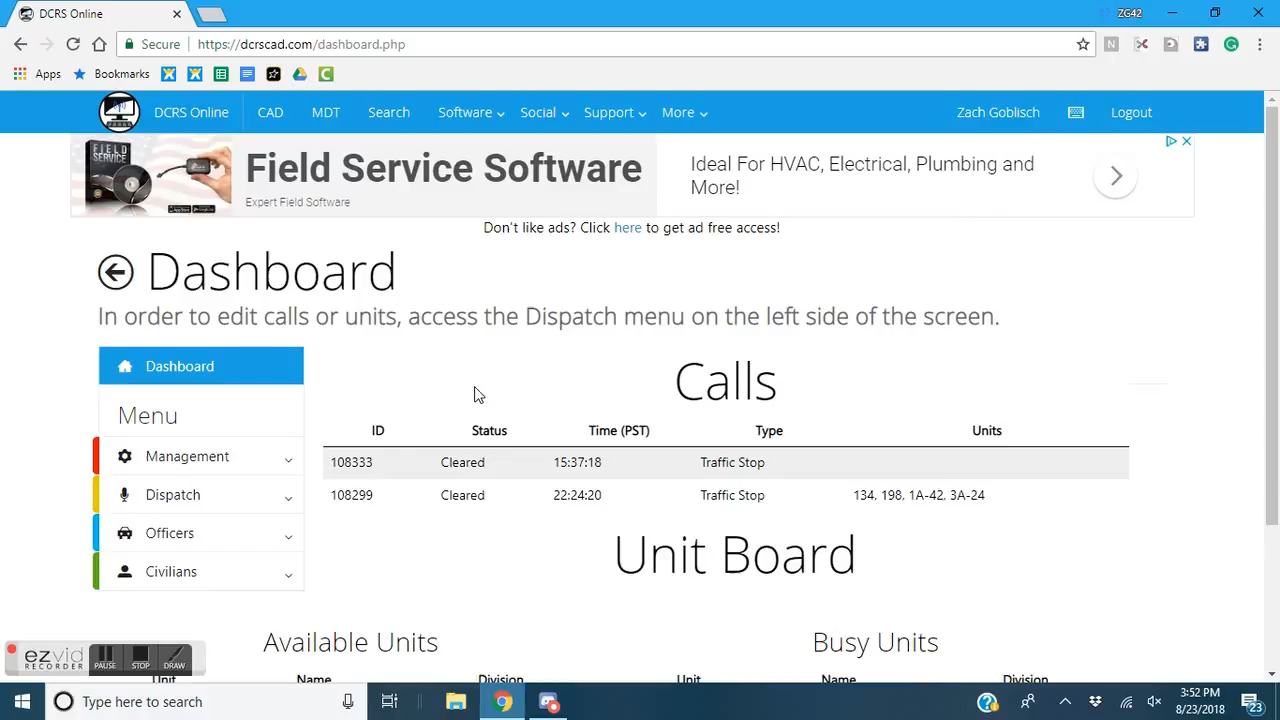 DCRS Online
ZG42
Secure
https://dcrscad.com/dashboard.php
Apps
Bookmarks
DCRS Online
CAD
MDT
Search
Software
Social
Support
More
Zach Goblisch
Logout
FIELD SERVICE
Field Service Software
Expert Field Software
Ideal For HVAC, Electrical, Plumbing and
More!
Don't like ads? Click here to get ad free access!
Dashboard
In order to edit calls or units, access the Dispatch menu on the left side of the screen.
Dashboard
Menu
Management
Dispatch
Officers
Civilians
Calls
ID Status Time (PST) Type Units
108333 Cleared 15:37:18 Traffic Stop
108299 Cleared 22:24:20 Traffic Stop 134, 198, 1A-42, 3A-24
Unit Board
Available Units
Busy Units
Unit Name Division Unit Name Division
ezvid
RECORDER
PAUSE
STOP
DRAW
Type here to search
3:52 PM
8/23/2018
23